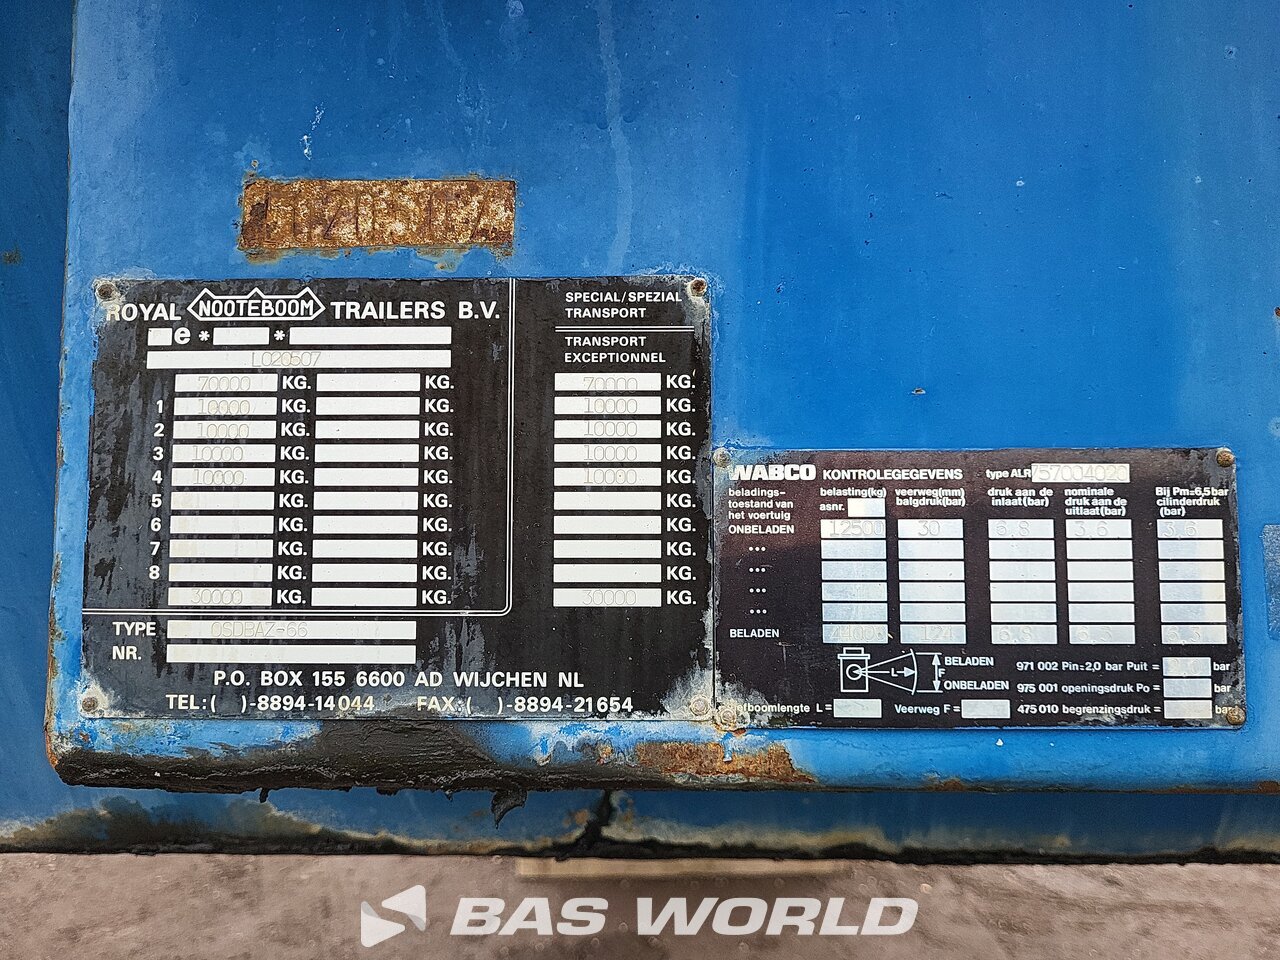 L020507
ROYAL NOOTEBOOM TRAILERS B.V.
e * *
L020507
70000 KG. KG.
1 10000 KG. KG.
2 10000 KG. KG.
3 10000 KG. KG.
4 10000 KG. KG.
5 KG. KG.
6 KG. KG.
7 KG. KG.
8 KG. KG.
30000 KG. KG.
TYPE OSDBAZ-66
NR.
SPECIAL/SPEZIAL
TRANSPORT
TRANSPORT
EXCEPTIONNEL
70000 KG.
10000 KG.
10000 KG.
10000 KG.
10000 KG.
KG.
KG.
KG.
KG.
30000 KG.
P.O. BOX 155 6600 AD WIJCHEN NL
TEL:( )-8894-14044 FAX:( )-8894-21654
WABCO KONTROLEGEGEVENS type ALR
beladings-
toestand van
het voertuig
belasting(kg)
asnr.
veerweg(mm)
balgdruk(bar)
druk aan de
inlaat(bar)
nominale
druk aan de
uitlaat(bar)
Bij Pm=6,5bar
cilinderdruk
(bar)
ONBELADEN 12500 30 6,8 3,6 3,6
...
...
...
...
BELADEN 124 6,8
L
F
BELADEN
ONBELADEN
971 002 Pin=2,0 bar Puit = bar
975 001 openingsdruk Po = bar
Hefboomlengte L = Veerweg F = 475 010 begrenzingsdruk = bar
BAS WORLD